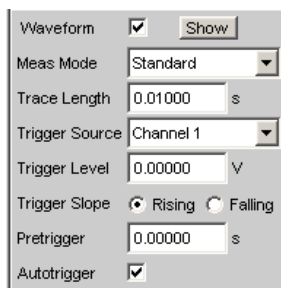 Waveform Show
Meas Mode Standard
Trace Length 0.01000 s
Trigger Source Channel 1
Trigger Level 0.00000 V
Trigger Slope Rising Falling
Pretrigger 0.00000 s
Autotrigger